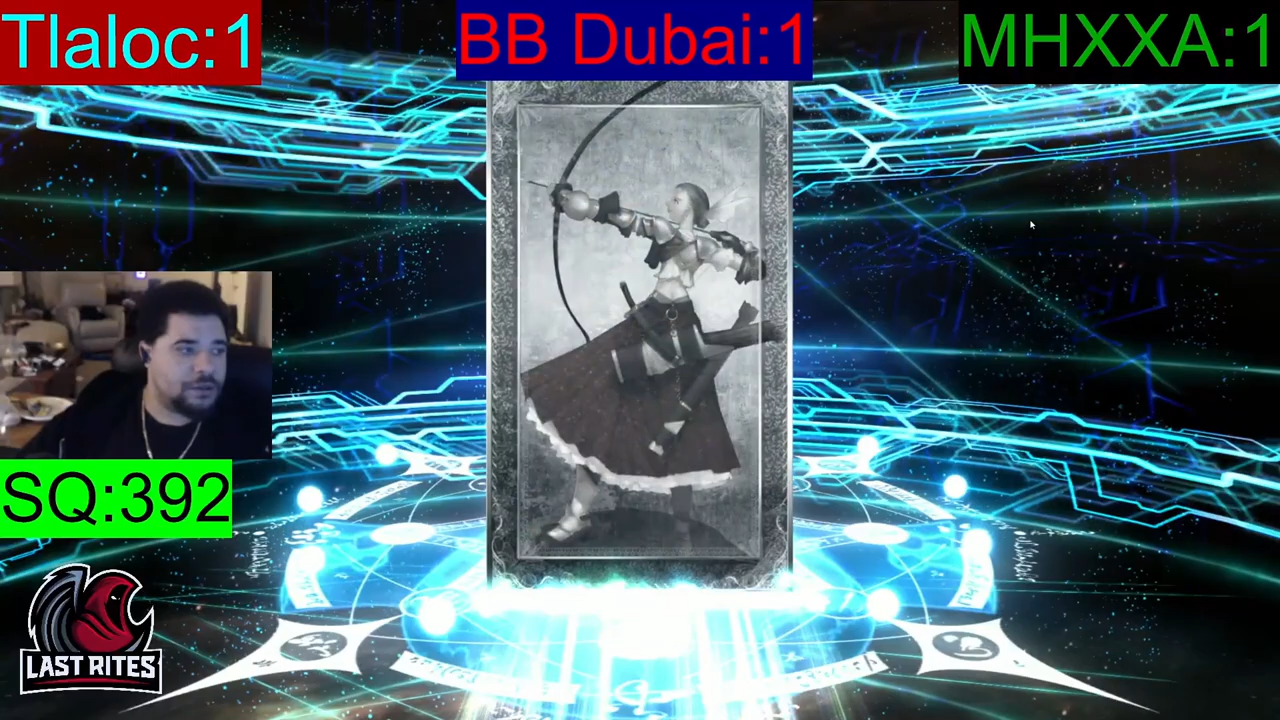 Tlaloc:1
BB Dubai:1
MHXXA:1
SQ:392
LAST RITES